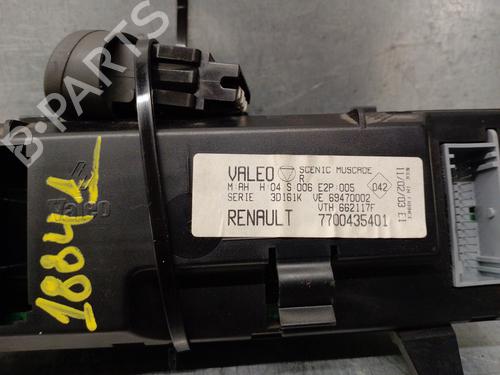 B-PARTS
VALEO SCENIC MUSCADE
R
M:AH H:04 S:006 E2P:005 042
SERIE 3D161K VE 69470002
VTH 662117F
RENAULT 7700435401
11/02/03 E1
MADE IN FRANCE
Valeo
18841